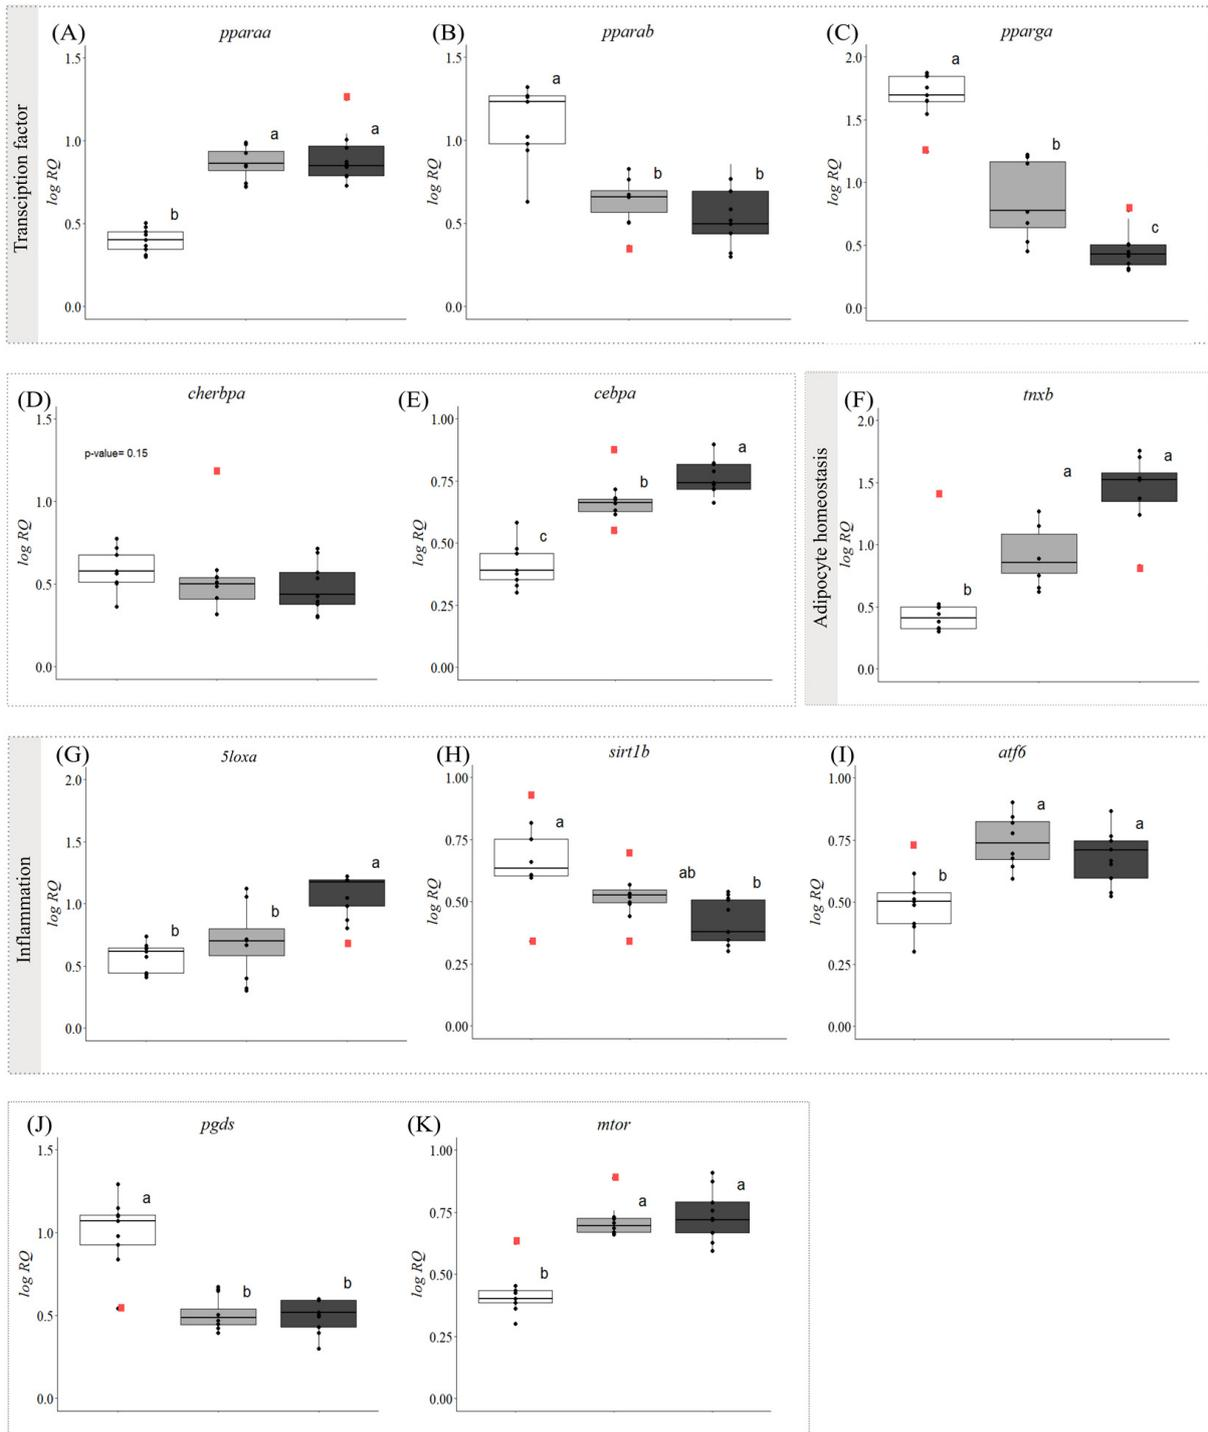 Transciption factor
(A)
pparaa
log RQ
1.5
1.0
0.5
0.0
b
a
a
(B)
pparab
log RQ
1.5
1.0
0.5
0.0
a
b
b
(C)
pparga
log RQ
2.0
1.5
1.0
0.5
0.0
a
b
c
(D)
cherbpa
log RQ
1.5
1.0
0.5
0.0
p-value= 0.15
(E)
cebpa
log RQ
1.00
0.75
0.50
0.25
0.00
c
b
a
Adipocyte homeostasis
(F)
tnxb
log RQ
2.0
1.5
1.0
0.5
0.0
b
a
a
Inflammation
(G)
5loxa
log RQ
2.0
1.5
1.0
0.5
0.0
b
b
a
(H)
sirt1b
log RQ
1.00
0.75
0.50
0.25
0.00
a
ab
b
(I)
atf6
log RQ
1.00
0.75
0.50
0.25
0.00
b
a
a
(J)
pgds
log RQ
1.5
1.0
0.5
0.0
a
b
b
(K)
mtor
log RQ
1.00
0.75
0.50
0.25
0.00
b
a
a